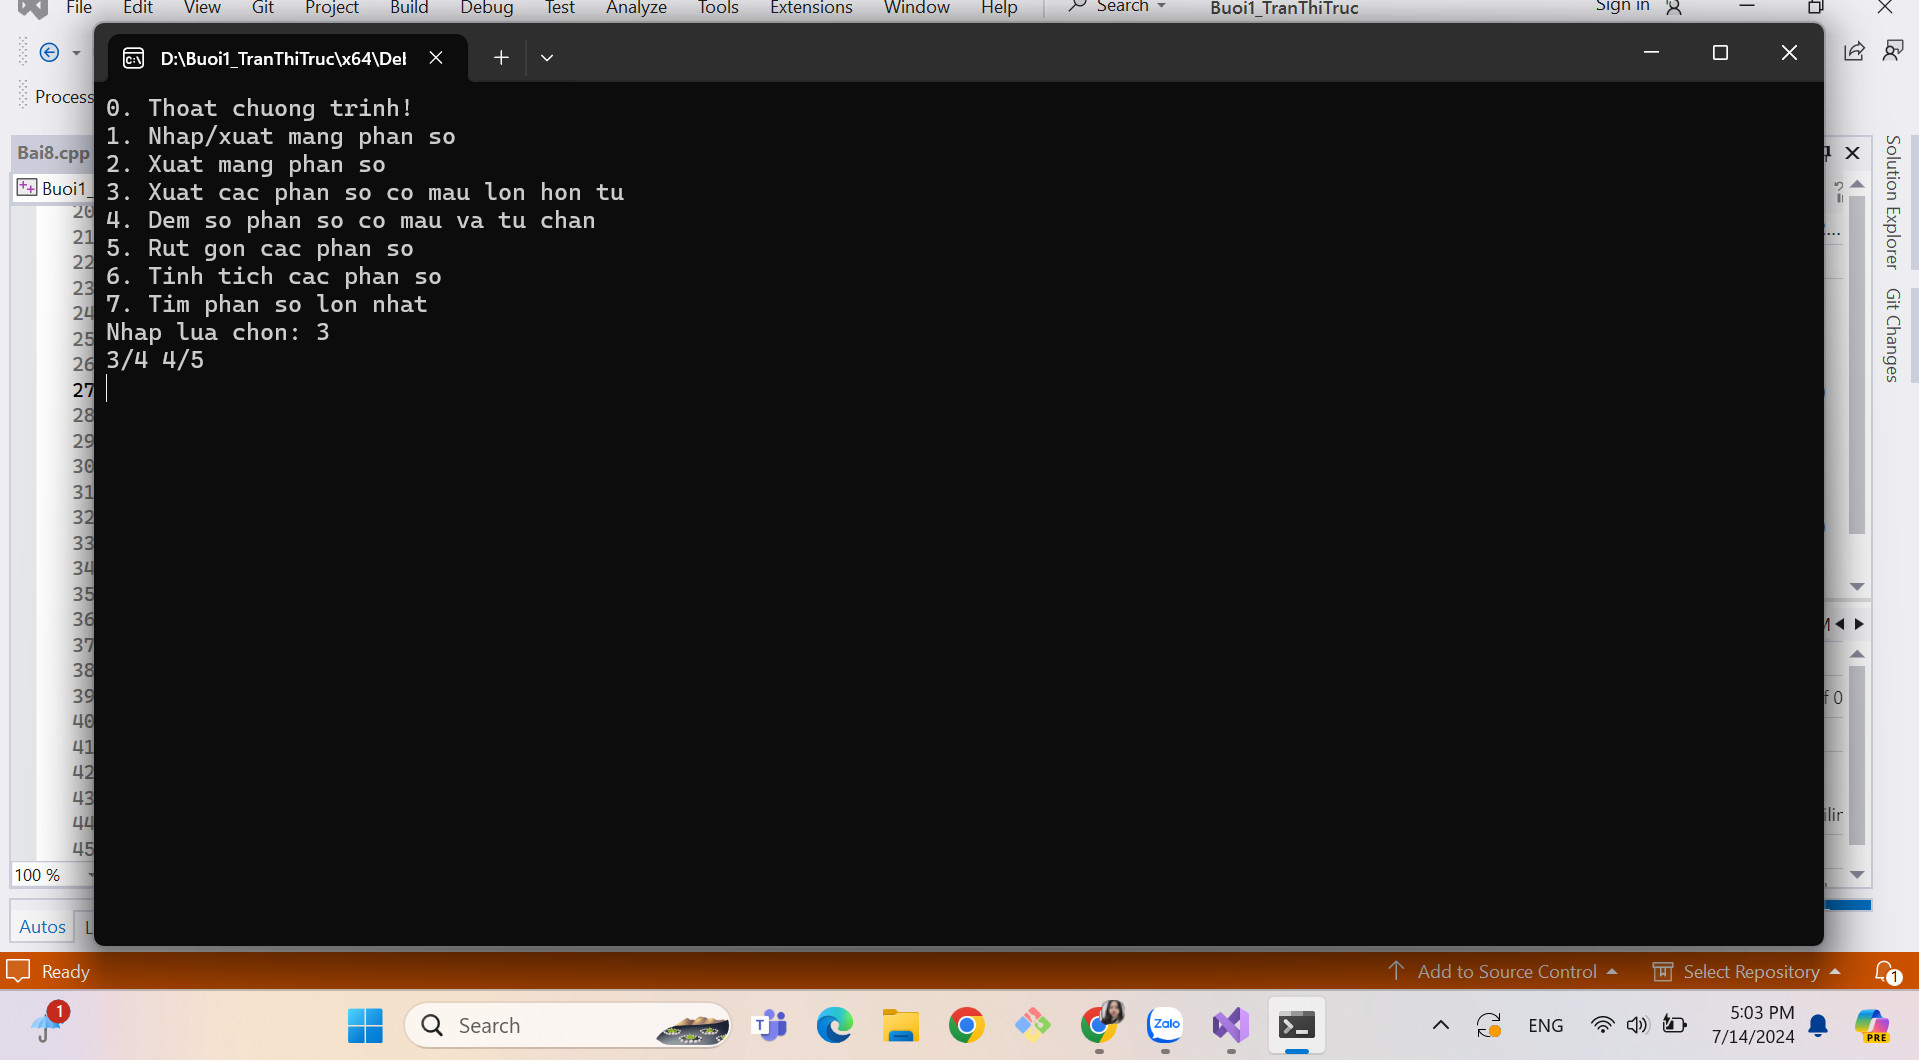 File Edit View Git Project Build Debug Test Analyze Tools Extensions Window Help Search Buoi1_TranThiTruc Sign in
D:\Buoi1_TranThiTruc\x64\Del
Process
Bai8.cpp
Buoi1_
0. Thoat chuong trinh!
1. Nhap/xuat mang phan so
2. Xuat mang phan so
3. Xuat cac phan so co mau lon hon tu
4. Dem so phan so co mau va tu chan
5. Rut gon cac phan so
6. Tinh tich cac phan so
7. Tim phan so lon nhat
Nhap lua chon: 3
3/4 4/5
20
21
22
23
24
25
26
27
28
29
30
31
32
33
34
35
36
37
38
39
40
41
42
43
44
45
Solution Explorer
Git Changes
f 0
100 %
Autos
Ready Add to Source Control Select Repository 1
1 Search Zalo ENG 5:03 PM
7/14/2024
PRE